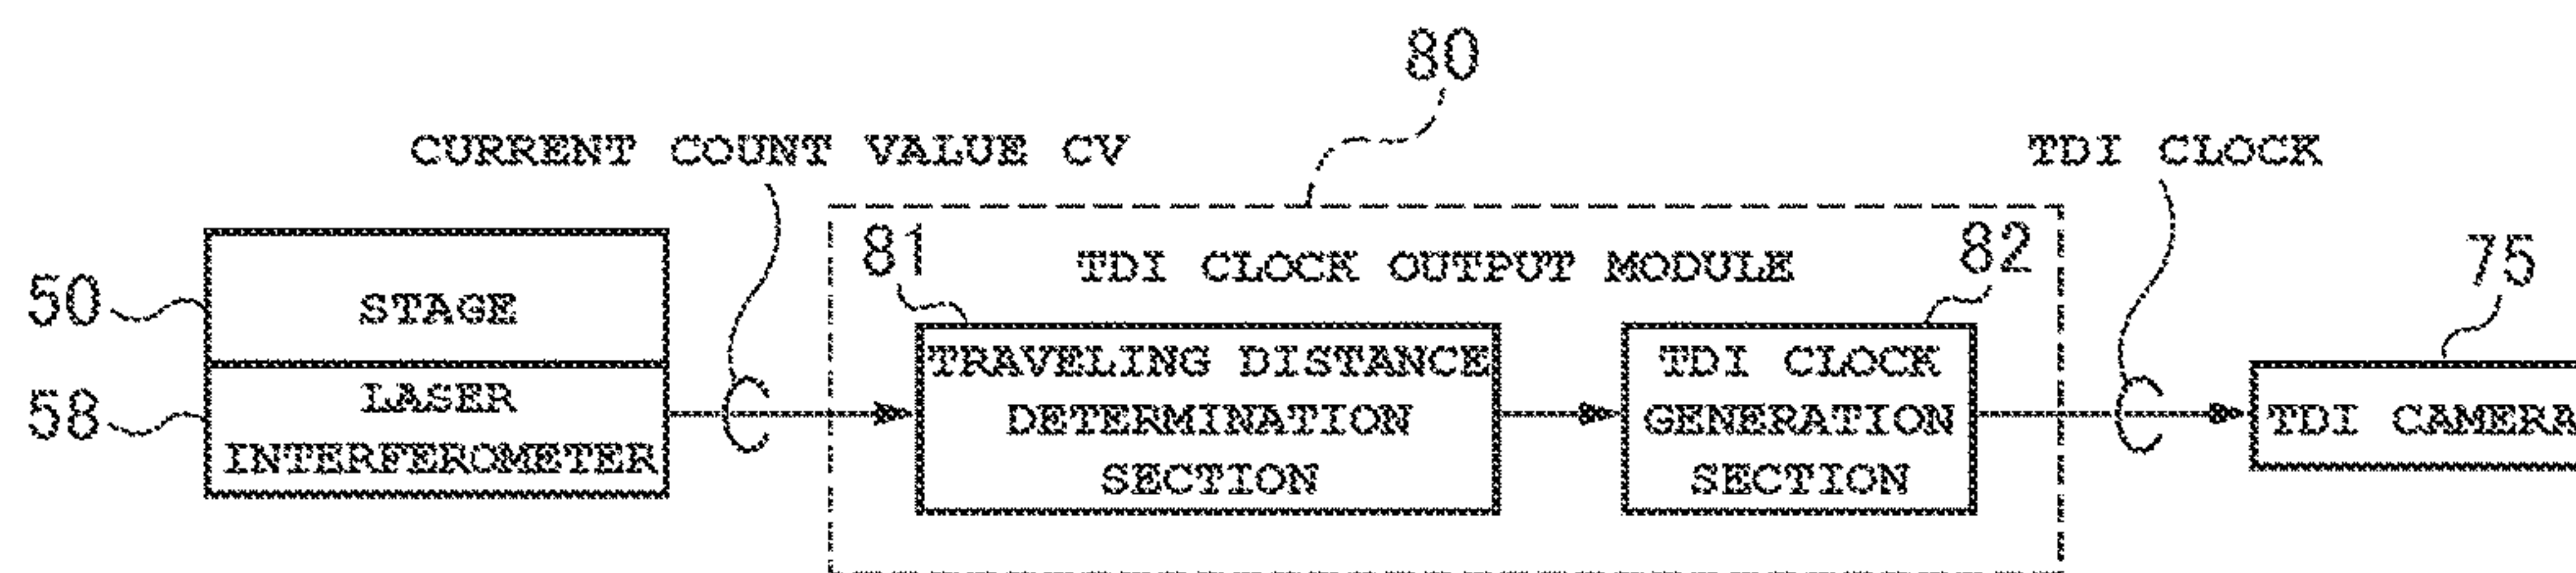 80
CURRENT COUNT VALUE CV
TDI CLOCK
81
TDI CLOCK OUTPUT MODULE
82
75
50
STAGE
58
LASER
INTERFEROMETER
TRAVELING DISTANCE
DETERMINATION
SECTION
TDI CLOCK
GENERATION
SECTION
TDI CAMERA